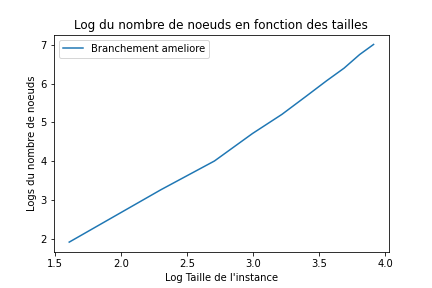 Log du nombre de noeuds en fonction des tailles
Branchement ameliore
7
6
5
4
3
2
Logs du nombre de noeuds
1.5 2.0 2.5 3.0 3.5 4.0
Log Taille de l'instance